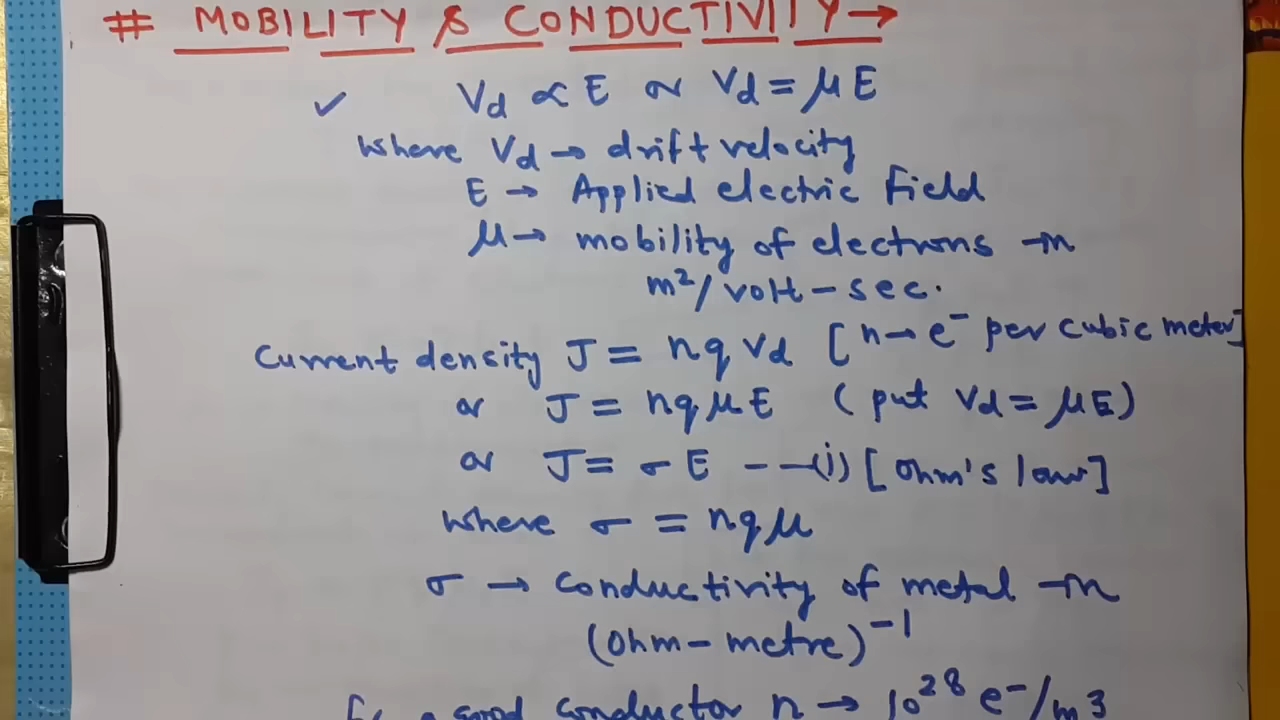 # MOBILITY & CONDUCTIVITY→
✓ Vd ∝ E or Vd = μE
Where Vd → drift velocity
E → Applied electric field
μ → mobility of electrons in
m²/volt-sec.
Current density J = nqVd [n→e⁻ per cubic meter]
or J = nqμE (put Vd = μE)
or J = σE ---(i) [ohm's law]
where σ = nqμ
σ → conductivity of metal in
(ohm-metre)⁻¹
a good conductor n → 10²⁸ e⁻/m3